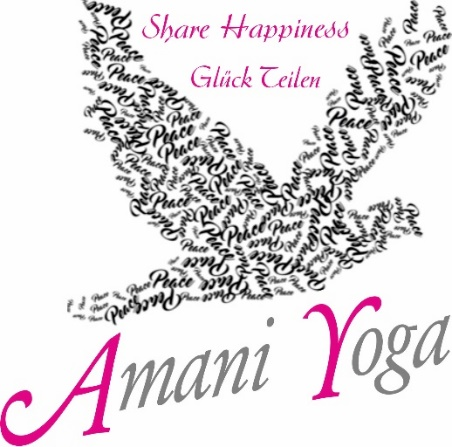 Share Happiness
Glück Teilen
Peace
Amani Yoga